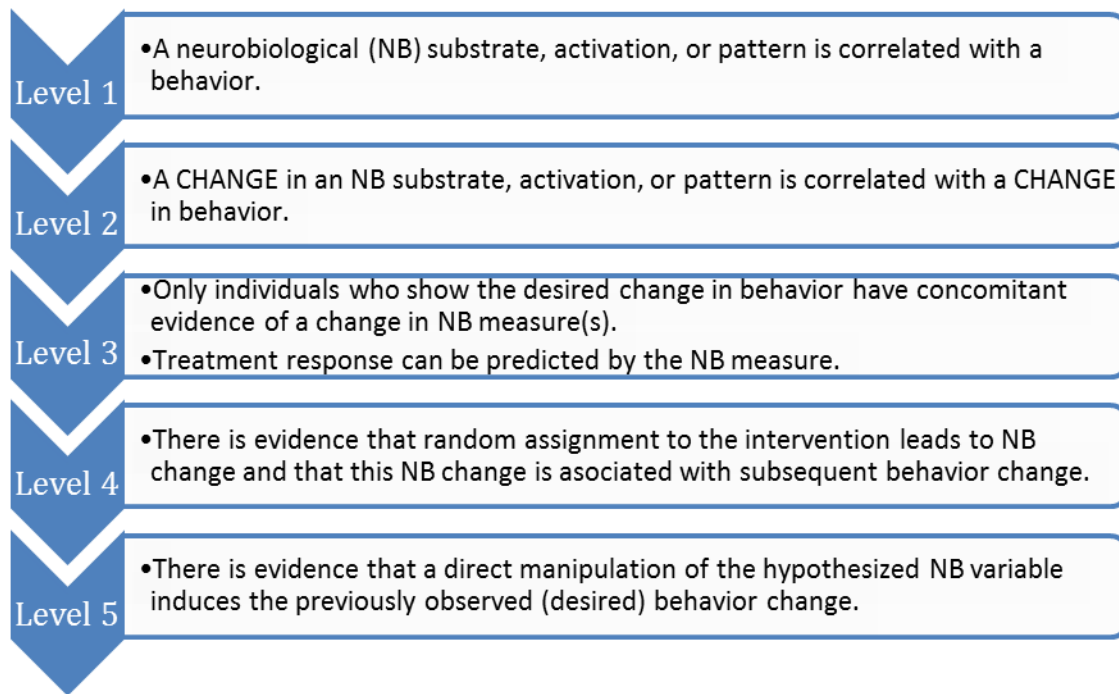 Level 1
•A neurobiological (NB) substrate, activation, or pattern is correlated with a
behavior.
Level 2
•A CHANGE in an NB substrate, activation, or pattern is correlated with a CHANGE
in behavior.
Level 3
•Only individuals who show the desired change in behavior have concomitant
evidence of a change in NB measure(s).
•Treatment response can be predicted by the NB measure.
Level 4
•There is evidence that random assignment to the intervention leads to NB
change and that this NB change is asociated with subsequent behavior change.
Level 5
•There is evidence that a direct manipulation of the hypothesized NB variable
induces the previously observed (desired) behavior change.